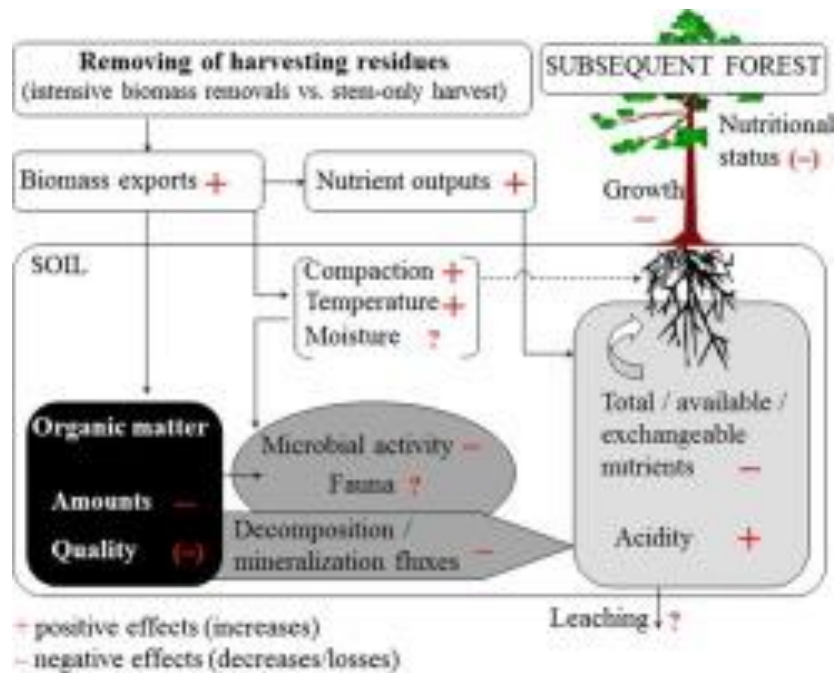 Removing of harvesting residues
(intensive biomass removals vs. stem-only harvest)
SUBSEQUENT FOREST
Nutritional
status (–)
Growth
–
Biomass exports +
Nutrient outputs +
SOIL
Compaction +
Temperature +
Moisture ?
Organic matter
Amounts –
Quality (–)
Microbial activity –
Fauna ?
Decomposition /
mineralization fluxes –
Total / available /
exchangeable
nutrients –
Acidity +
Leaching ?
+ positive effects (increases)
– negative effects (decreases/losses)